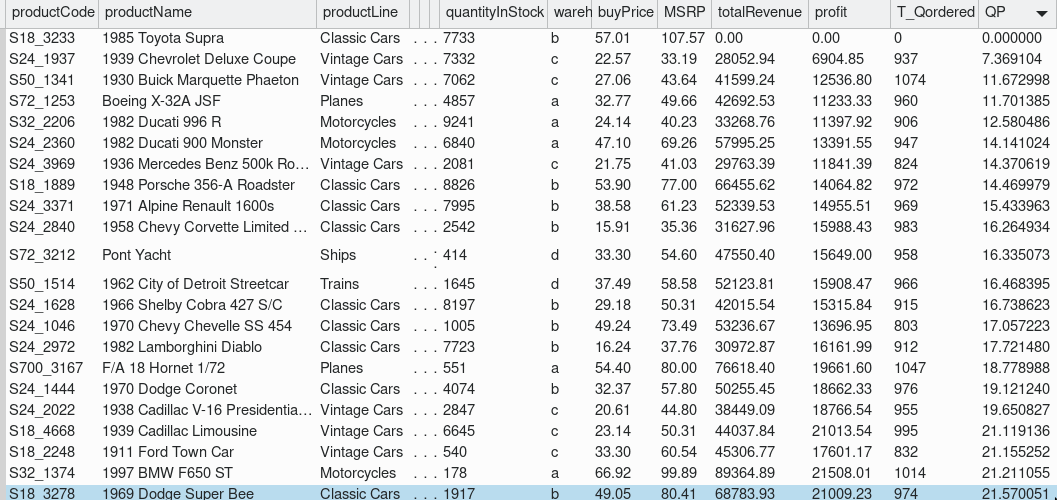 productCode productName productLine quantityInStock wareh buyPrice MSRP totalRevenue profit T_Qordered QP
S18_3233 1985 Toyota Supra Classic Cars . . . 7733 b 57.01 107.57 0.00 0.00 0 0.000000
S24_1937 1939 Chevrolet Deluxe Coupe Vintage Cars . . . 7332 c 22.57 33.19 28052.94 6904.85 937 7.369104
S50_1341 1930 Buick Marquette Phaeton Vintage Cars . . . 7062 c 27.06 43.64 41599.24 12536.80 1074 11.672998
S72_1253 Boeing X-32A JSF Planes . . . 4857 a 32.77 49.66 42692.53 11233.33 960 11.701385
S32_2206 1982 Ducati 996 R Motorcycles . . . 9241 a 24.14 40.23 33268.76 11397.92 906 12.580486
S24_2360 1982 Ducati 900 Monster Motorcycles . . . 6840 a 47.10 69.26 57995.25 13391.55 947 14.141024
S24_3969 1936 Mercedes Benz 500k Ro... Vintage Cars . . . 2081 c 21.75 41.03 29763.39 11841.39 824 14.370619
S18_1889 1948 Porsche 356-A Roadster Classic Cars . . . 8826 b 53.90 77.00 66455.62 14064.82 972 14.469979
S24_3371 1971 Alpine Renault 1600s Classic Cars . . . 7995 b 38.58 61.23 52339.53 14955.51 969 15.433963
S24_2840 1958 Chevy Corvette Limited ... Classic Cars . . . 2542 b 15.91 35.36 31627.96 15988.43 983 16.264934
S72_3212 Pont Yacht Ships . . : 414 d 33.30 54.60 47550.40 15649.00 958 16.335073
S50_1514 1962 City of Detroit Streetcar Trains . . . 1645 d 37.49 58.58 52123.81 15908.47 966 16.468395
S24_1628 1966 Shelby Cobra 427 S/C Classic Cars . . . 8197 b 29.18 50.31 42015.54 15315.84 915 16.738623
S24_1046 1970 Chevy Chevelle SS 454 Classic Cars . . . 1005 b 49.24 73.49 53236.67 13696.95 803 17.057223
S24_2972 1982 Lamborghini Diablo Classic Cars . . . 7723 b 16.24 37.76 30972.87 16161.99 912 17.721480
S700_3167 F/A 18 Hornet 1/72 Planes . . . 551 a 54.40 80.00 76618.40 19661.60 1047 18.778988
S24_1444 1970 Dodge Coronet Classic Cars . . . 4074 b 32.37 57.80 50255.45 18662.33 976 19.121240
S24_2022 1938 Cadillac V-16 Presidentia... Vintage Cars . . . 2847 c 20.61 44.80 38449.09 18766.54 955 19.650827
S18_4668 1939 Cadillac Limousine Vintage Cars . . . 6645 c 23.14 50.31 44037.84 21013.54 995 21.119136
S18_2248 1911 Ford Town Car Vintage Cars . . . 540 c 33.30 60.54 45306.77 17601.17 832 21.155252
S32_1374 1997 BMW F650 ST Motorcycles . . . 178 a 66.92 99.89 89364.89 21508.01 1014 21.211055
S18_3278 1969 Dodge Super Bee Classic Cars . . . 1917 b 49.05 80.41 68783.93 21009.23 974 21.570051